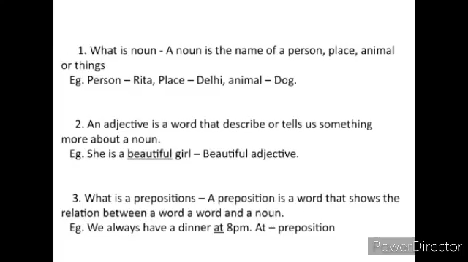 1. What is noun - A noun is the name of a person, place, animal
or things
Eg. Person – Rita, Place – Delhi, animal – Dog.
2. An adjective is a word that describe or tells us something
more about a noun.
Eg. She is a beautiful girl – Beautiful adjective.
3. What is a prepositions – A preposition is a word that shows the
relation between a word a word and a noun.
Eg. We always have a dinner at 8pm. At – preposition
PowerDirector